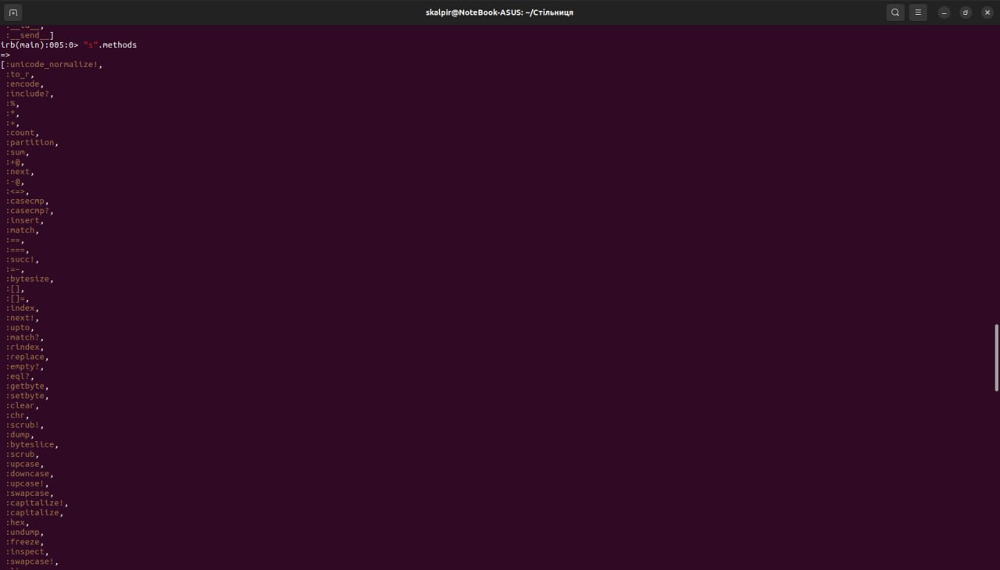 skalpir@NoteBook-ASUS: ~/Стільниця
:__send__]
irb(main):005:0> "s".methods
=>
[:unicode_normalize!,
:to_r,
:encode,
:include?,
:%,
:*,
:+,
:count,
:partition,
:sum,
:+@,
:next,
:-@,
:<=>,
:casecmp,
:casecmp?,
:insert,
:match,
:==,
:===,
:succ!,
:=~,
:bytesize,
:[],
:[]=,
:index,
:next!,
:upto,
:match?,
:rindex,
:replace,
:empty?,
:eql?,
:getbyte,
:setbyte,
:clear,
:chr,
:scrub!,
:dump,
:byteslice,
:scrub,
:upcase,
:downcase,
:upcase!,
:swapcase,
:capitalize!,
:capitalize,
:hex,
:undump,
:freeze,
:inspect,
:swapcase!,